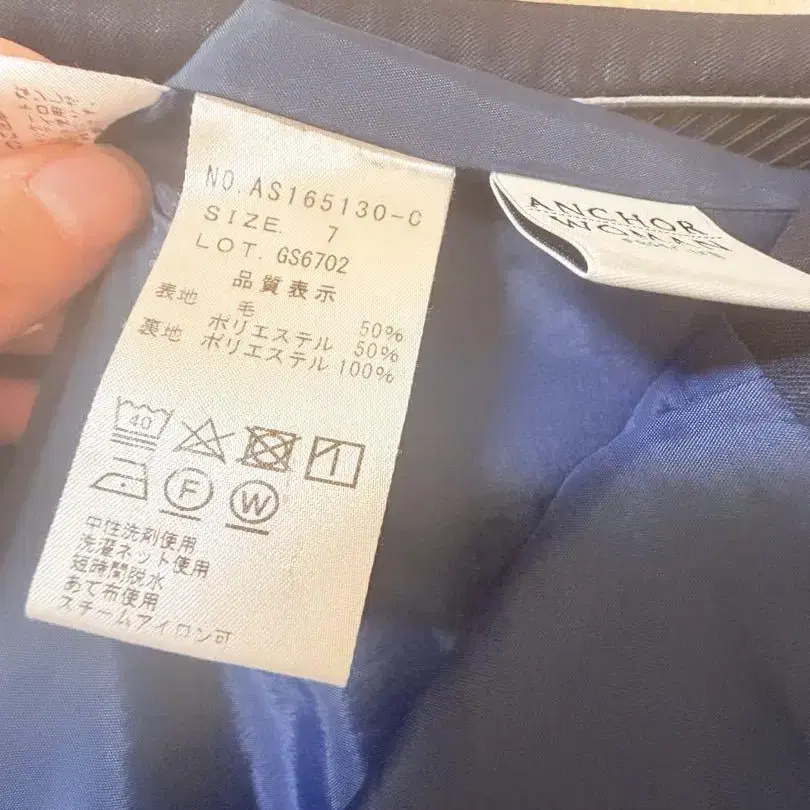 NO.AS165130-C
SIZE. 7
LOT. GS6702
品質表示
表地 毛 50%
ポリエステル 50%
裏地 ポリエステル 100%
40
1
F W
中性洗剤使用
洗濯ネット使用
短時間脱水
あて布使用
スチームアイロン可
ANCHOR
WOMAN